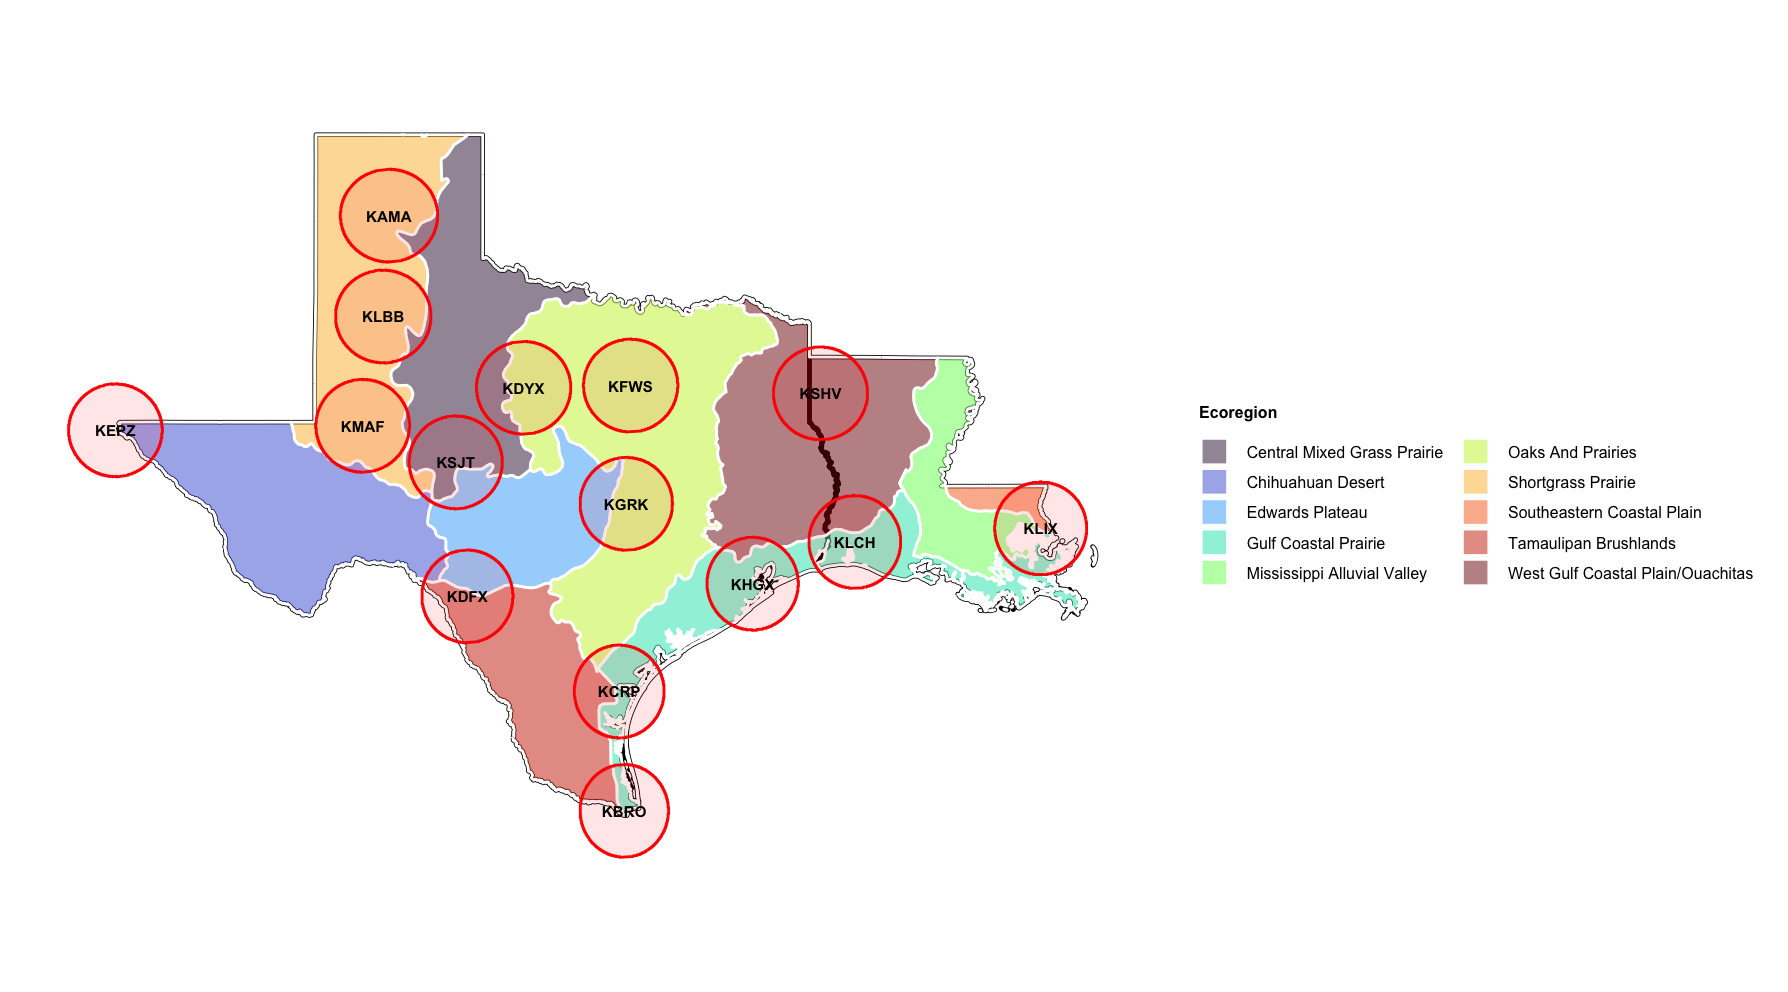 KAMA
KLBB
KDYX
KFWS
KSHV
KEPZ
KMAF
KSJT
KGRK
KLIX
KLCH
KHGX
KDFX
KCRP
KBRO
Ecoregion
Central Mixed Grass Prairie
Chihuahuan Desert
Edwards Plateau
Gulf Coastal Prairie
Mississippi Alluvial Valley
Oaks And Prairies
Shortgrass Prairie
Southeastern Coastal Plain
Tamaulipan Brushlands
West Gulf Coastal Plain/Ouachitas